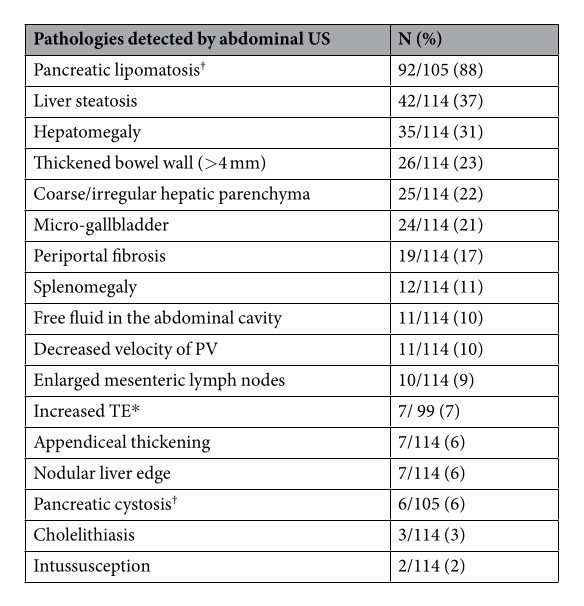 Pathologies detected by abdominal US N (%)
Pancreatic lipomatosis† 92/105 (88)
Liver steatosis 42/114 (37)
Hepatomegaly 35/114 (31)
Thickened bowel wall (>4 mm) 26/114 (23)
Coarse/irregular hepatic parenchyma 25/114 (22)
Micro-gallbladder 24/114 (21)
Periportal fibrosis 19/114 (17)
Splenomegaly 12/114 (11)
Free fluid in the abdominal cavity 11/114 (10)
Decreased velocity of PV 11/114 (10)
Enlarged mesenteric lymph nodes 10/114 (9)
Increased TE* 7/ 99 (7)
Appendiceal thickening 7/114 (6)
Nodular liver edge 7/114 (6)
Pancreatic cystosis† 6/105 (6)
Cholelithiasis 3/114 (3)
Intussusception 2/114 (2)